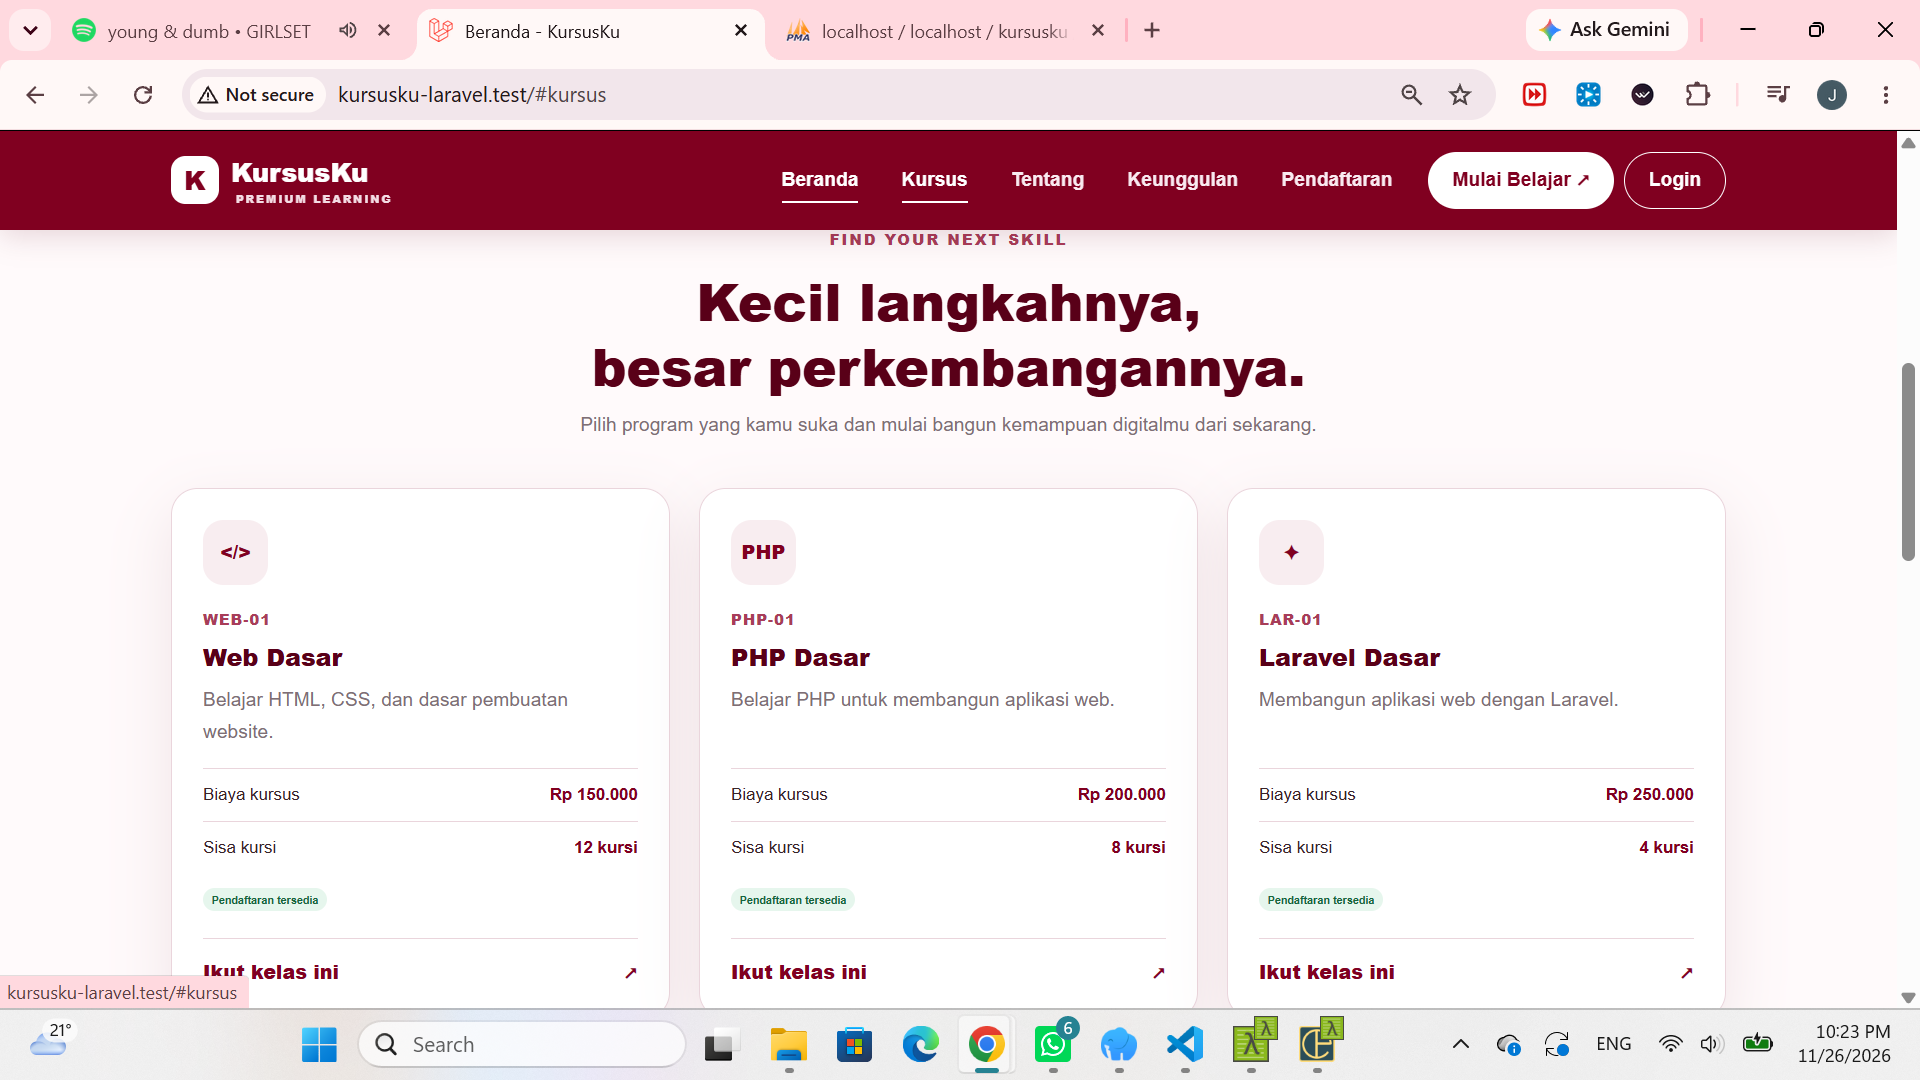 young & dumb • GIRLSET
Beranda - KursusKu
localhost / localhost / kursusku
Ask Gemini
Not secure
kursusku-laravel.test/#kursus
J
K
KursusKu
PREMIUM LEARNING
Beranda
Kursus
Tentang
Keunggulan
Pendaftaran
Mulai Belajar ↗
Login
FIND YOUR NEXT SKILL
Kecil langkahnya,
besar perkembangannya.
Pilih program yang kamu suka dan mulai bangun kemampuan digitalmu dari sekarang.
</>
WEB-01
Web Dasar
Belajar HTML, CSS, dan dasar pembuatan
website.
Biaya kursus Rp 150.000
Sisa kursi 12 kursi
Pendaftaran tersedia
Ikut kelas ini ↗
PHP
PHP-01
PHP Dasar
Belajar PHP untuk membangun aplikasi web.
Biaya kursus Rp 200.000
Sisa kursi 8 kursi
Pendaftaran tersedia
Ikut kelas ini ↗
✦
LAR-01
Laravel Dasar
Membangun aplikasi web dengan Laravel.
Biaya kursus Rp 250.000
Sisa kursi 4 kursi
Pendaftaran tersedia
Ikut kelas ini ↗
kursusku-laravel.test/#kursus
21°
Search
6
ENG
10:23 PM
11/26/2026